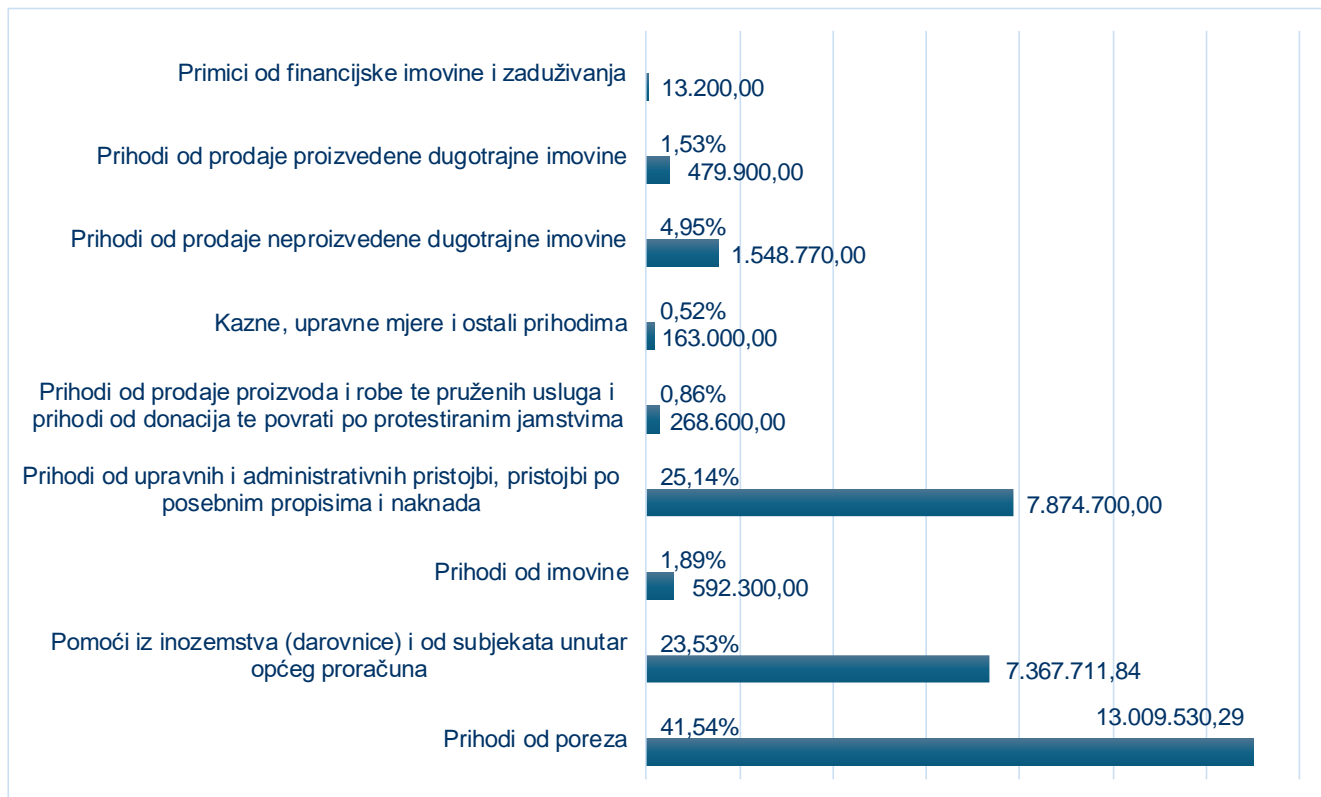 Primici od financijske imovine i zaduživanja
13.200,00
Prihodi od prodaje proizvedene dugotrajne imovine
1,53%
479.900,00
Prihodi od prodaje neproizvedene dugotrajne imovine
4,95%
1.548.770,00
Kazne, upravne mjere i ostali prihodima
0,52%
163.000,00
Prihodi od prodaje proizvoda i robe te pruženih usluga i
prihodi od donacija te povrati po protestiranim jamstvima
0,86%
268.600,00
Prihodi od upravnih i administrativnih pristojbi, pristojbi po
posebnim propisima i naknada
25,14%
7.874.700,00
Prihodi od imovine
1,89%
592.300,00
Pomoći iz inozemstva (darovnice) i od subjekata unutar
općeg proračuna
23,53%
7.367.711,84
Prihodi od poreza
41,54%
13.009.530,29